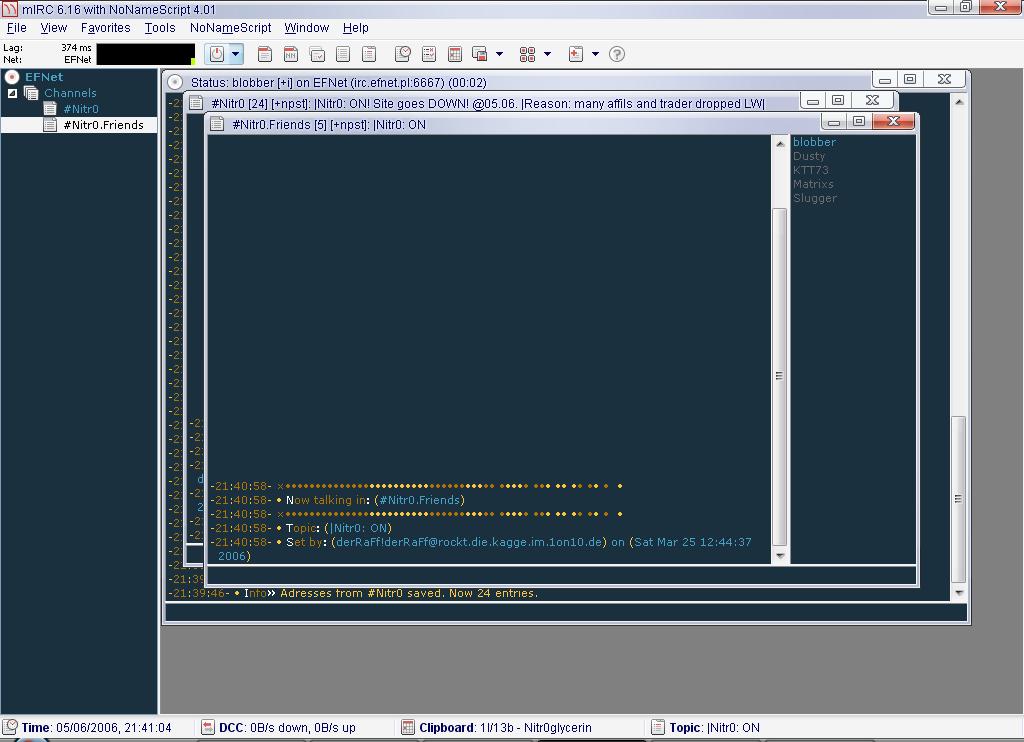 mIRC 6.16 with NoNameScript 4.01
File View Favorites Tools NoNameScript Window Help
Lag: 374 ms
Net: EFNet
EFNet
Channels
#Nitr0
#Nitr0.Friends
Status: blobber [+i] on EFNet (irc.efnet.pl:6667) (00:02)
#Nitr0 [24] [+npst]: |Nitr0: ON! Site goes DOWN! @05.06. |Reason: many affils and trader dropped LW|
#Nitr0.Friends [5] [+npst]: |Nitr0: ON
blobber
Dusty
KTT73
Matrixs
Slugger
-21:40:58-
-21:40:58- • Now talking in: (#Nitr0.Friends)
-21:40:58-
-21:40:58- • Topic: (|Nitr0: ON)
-21:40:58- • Set by: (derRaFf!derRaFf@rockt.die.kagge.im.1on10.de) on (Sat Mar 25 12:44:37
2006)
-21:39:46- • Info» Adresses from #Nitr0 saved. Now 24 entries.
Time: 05/06/2006, 21:41:04 DCC: 0B/s down, 0B/s up Clipboard: 1l/13b - Nitr0glycerin Topic: |Nitr0: ON